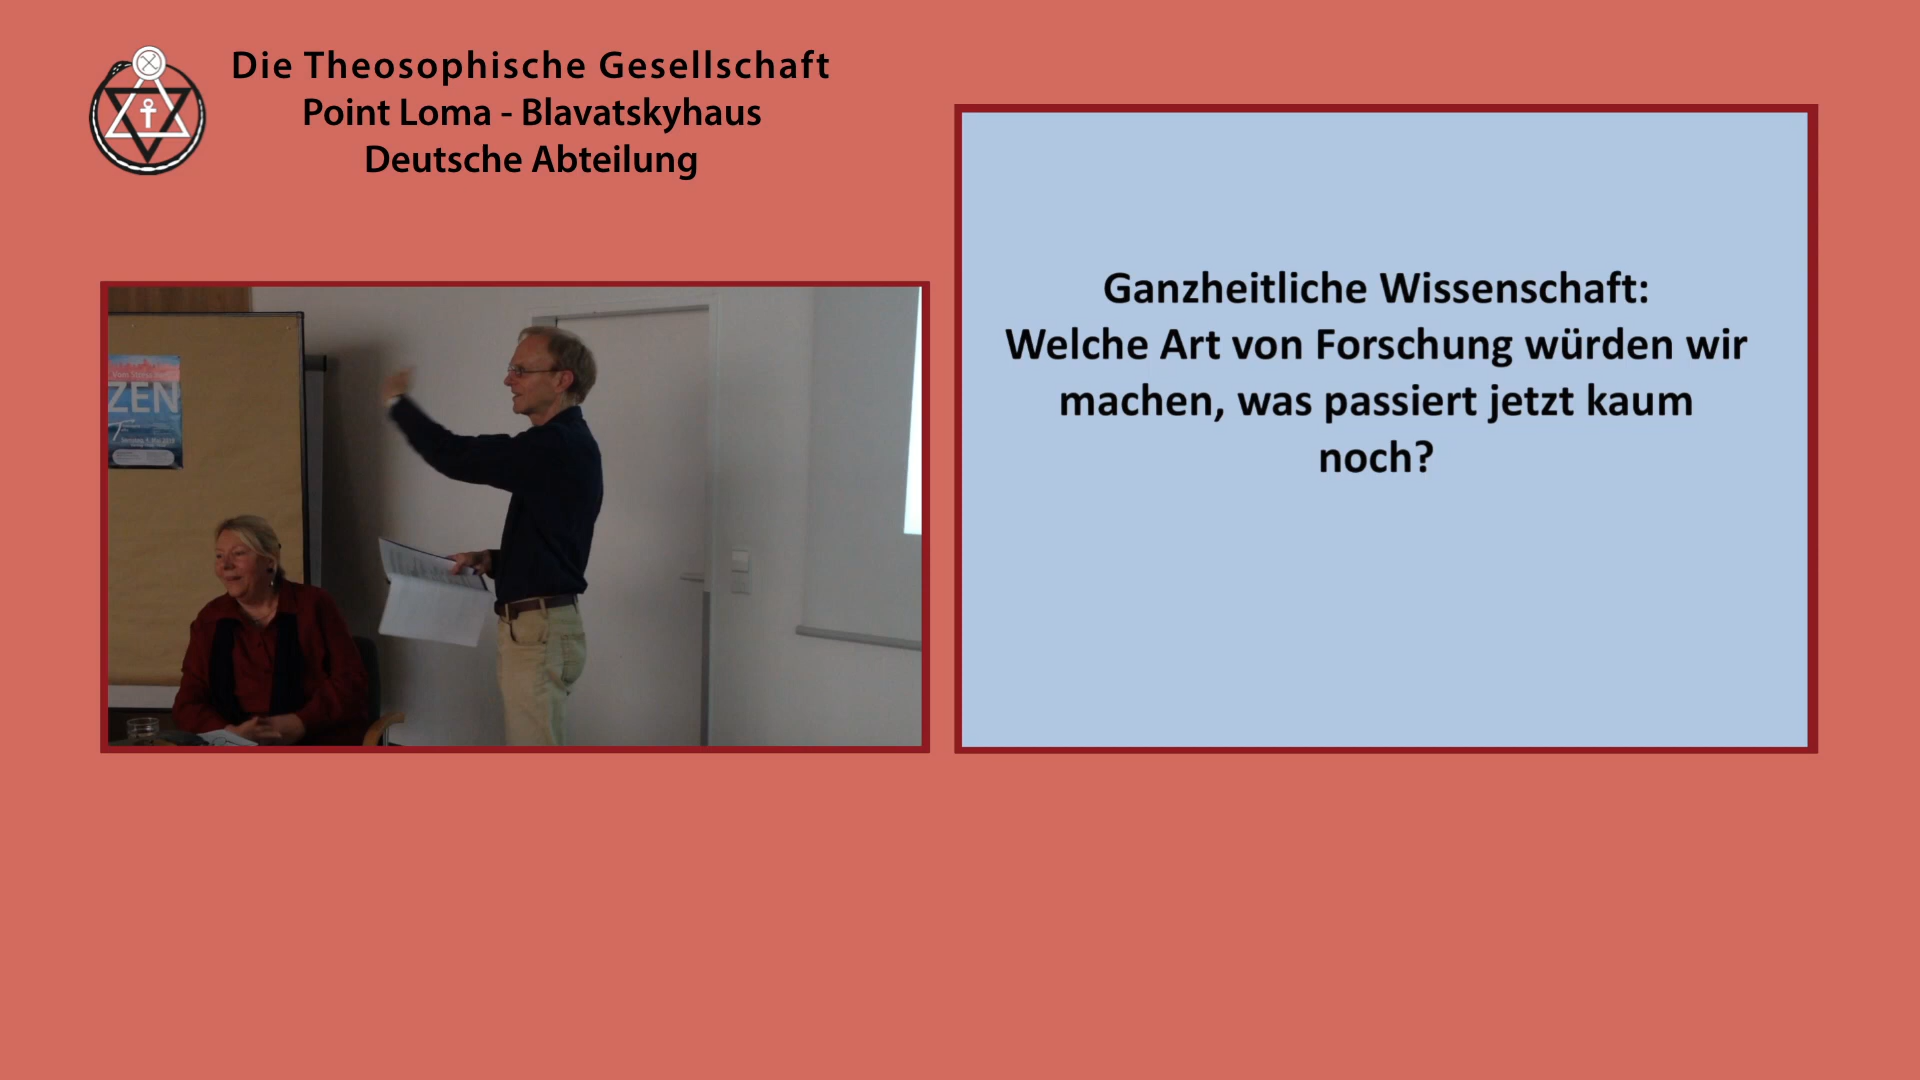 Die Theosophische Gesellschaft
Point Loma - Blavatskyhaus
Deutsche Abteilung
Ganzheitliche Wissenschaft:
Welche Art von Forschung würden wir
machen, was passiert jetzt kaum
noch?
ZEN